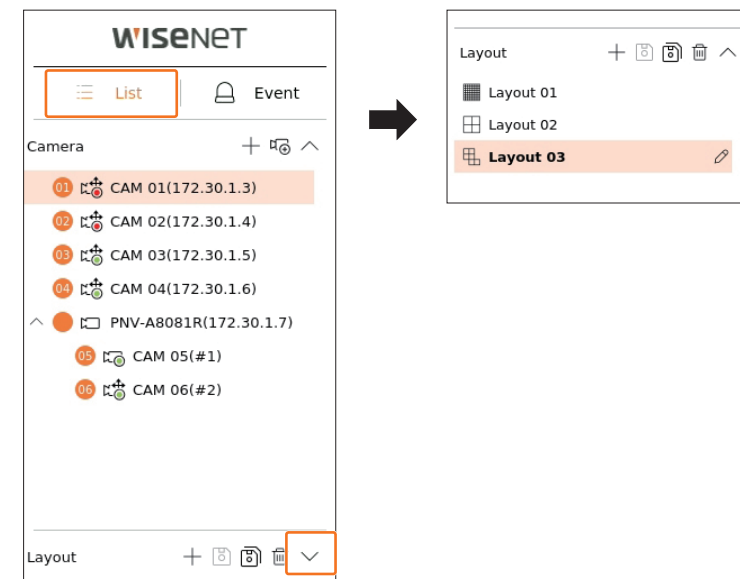 WISENET
List
Event
Camera
01 CAM 01(172.30.1.3)
02 CAM 02(172.30.1.4)
03 CAM 03(172.30.1.5)
04 CAM 04(172.30.1.6)
PNV-A8081R(172.30.1.7)
05 CAM 05(#1)
06 CAM 06(#2)
Layout
Layout
Layout 01
Layout 02
Layout 03